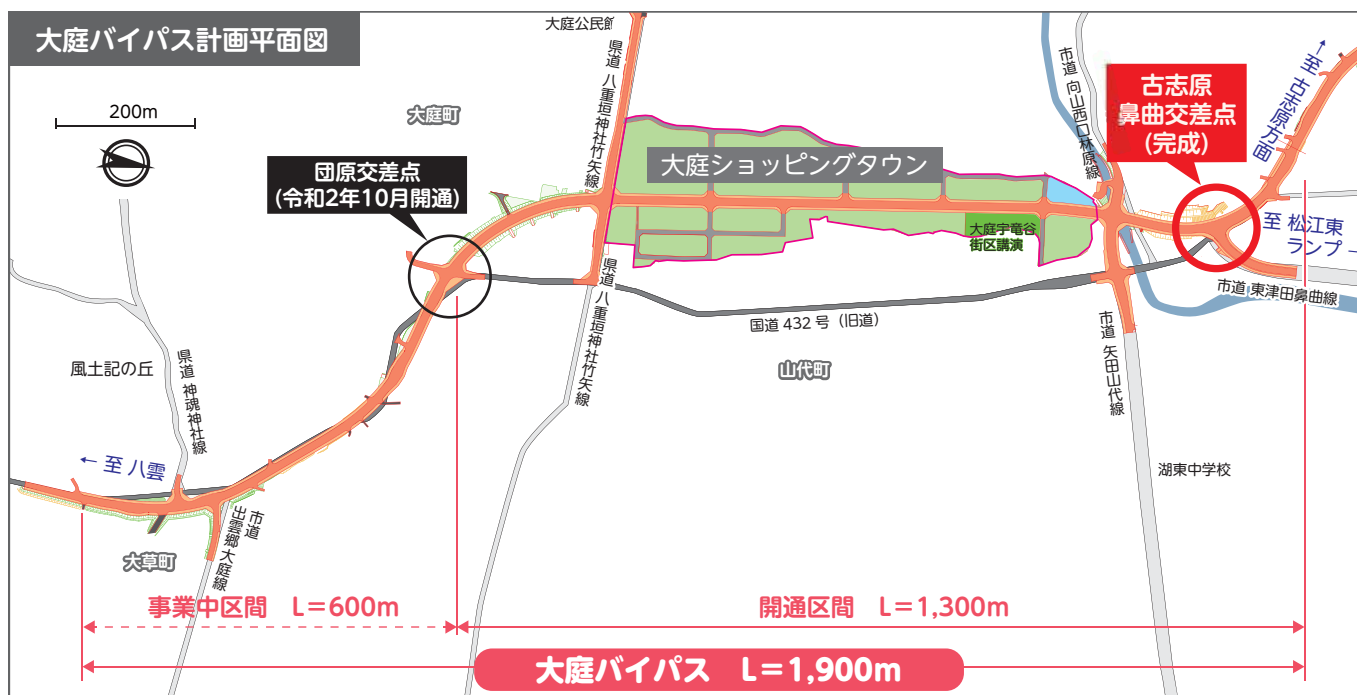 大庭バイパス計画平面図
200m
大庭公民館
県道 八重垣神社竹矢線
大庭町
団原交差点
(令和2年10月開通)
大庭ショッピングタウン
市道 向山西口林原線
古志原
鼻曲交差点
(完成)
←至 古志原方面
大庭宇竜谷
街区講演
至 松江東
ランプ→
市道 東津田鼻曲線
県道 八重垣神社竹矢線
国道 432 号（旧道）
市道 矢田山代線
山代町
風土記の丘
県道 神魂神社線
← 至 八雲
湖東中学校
市道
出雲郷大庭線
大草町
事業中区間 L=600m
開通区間 L=1,300m
大庭バイパス L=1,900m